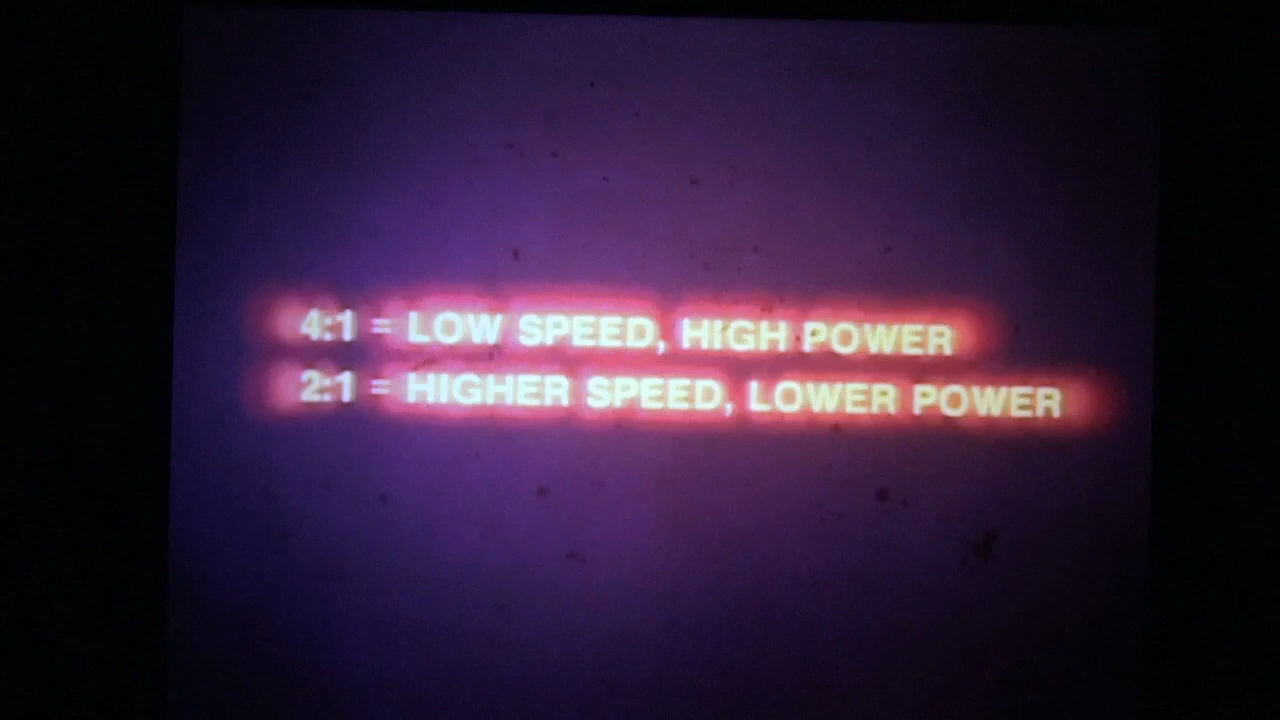 4:1 = LOW SPEED, HIGH POWER
2:1 = HIGHER SPEED, LOWER POWER